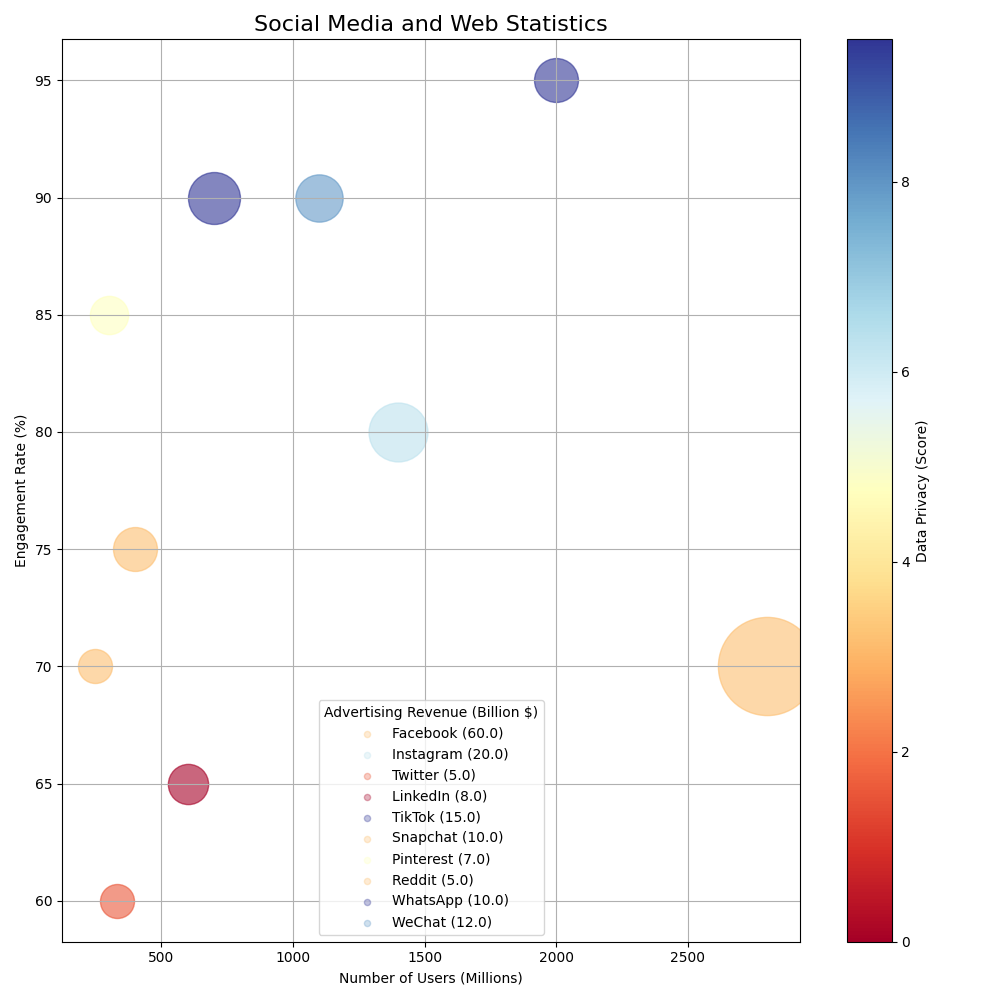 Social Media and Web Statistics
Engagement Rate (%)
95
90
85
80
75
70
65
60
500
1000
1500
2000
2500
Number of Users (Millions)
Advertising Revenue (Billion $)
Facebook (60.0)
Instagram (20.0)
Twitter (5.0)
LinkedIn (8.0)
TikTok (15.0)
Snapchat (10.0)
Pinterest (7.0)
Reddit (5.0)
WhatsApp (10.0)
WeChat (12.0)
8
6
4
2
0
Data Privacy (Score)